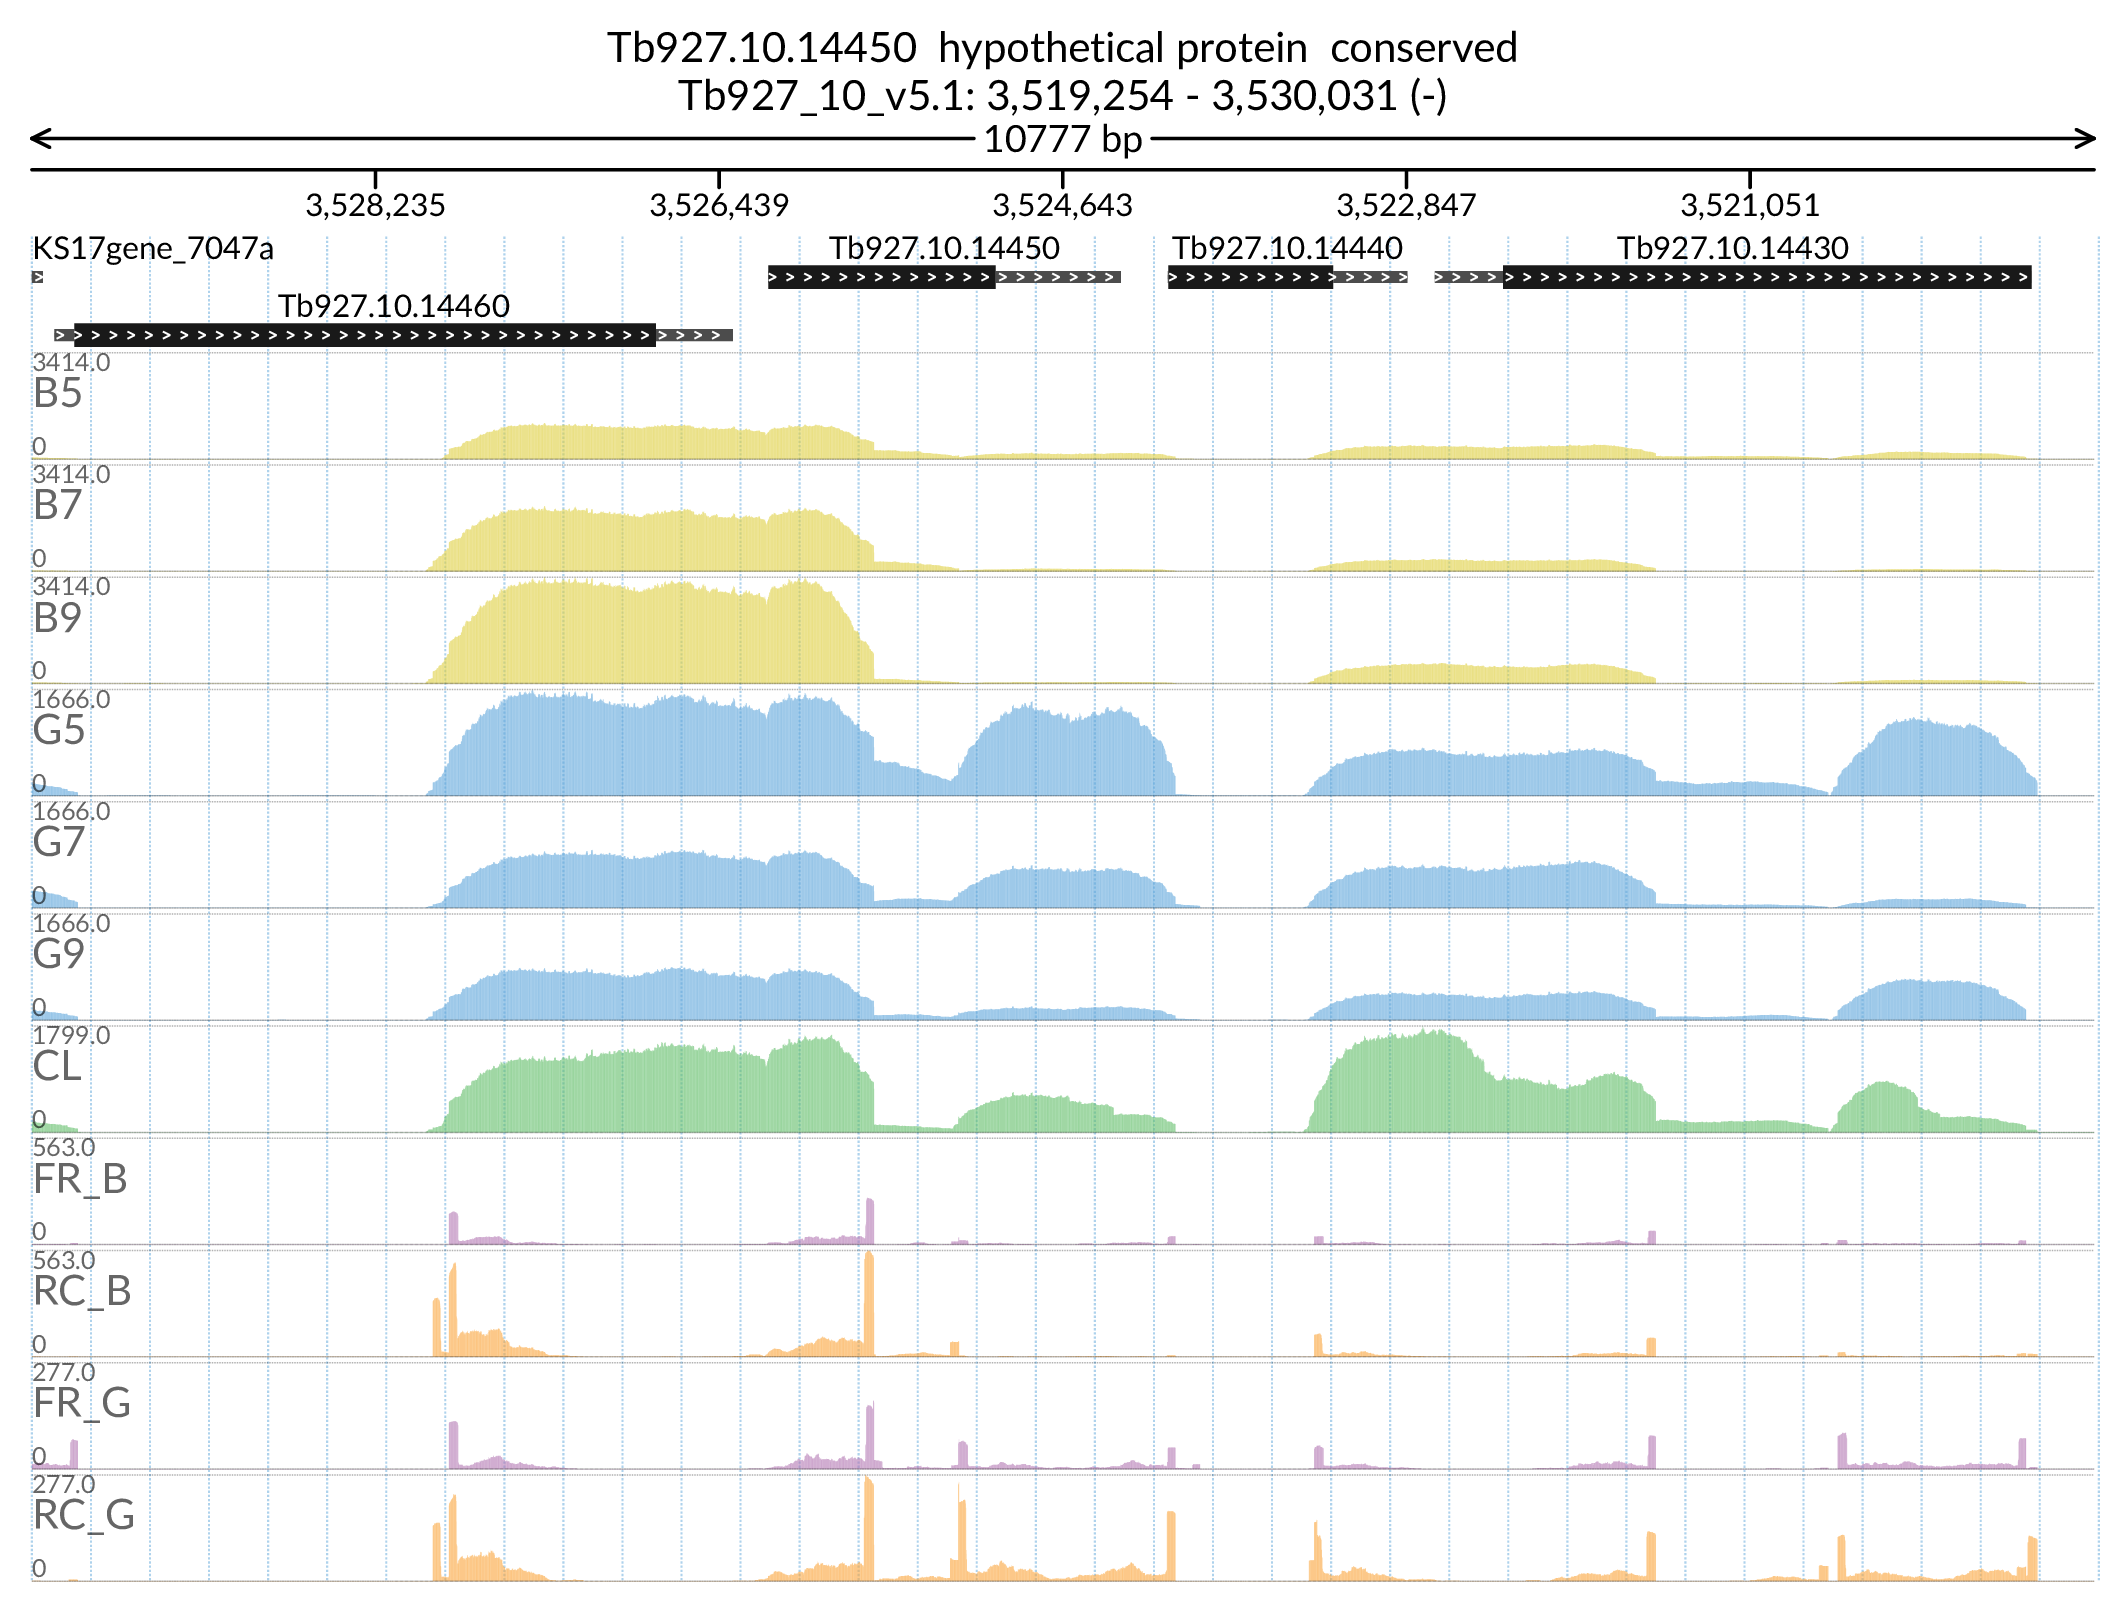 Tb927.10.14450 hypothetical protein conserved
Tb927_10_v5.1: 3,519,254 - 3,530,031 (-)
10777 bp
3,528,235 3,526,439 3,524,643 3,522,847 3,521,051
KS17gene_7047a Tb927.10.14450 Tb927.10.14440 Tb927.10.14430
Tb927.10.14460
3414.0
B5
0
3414.0
B7
0
3414.0
B9
0
1666.0
G5
0
1666.0
G7
0
1666.0
G9
0
1799.0
CL
0
563.0
FR_B
0
563.0
RC_B
0
277.0
FR_G
0
277.0
RC_G
0